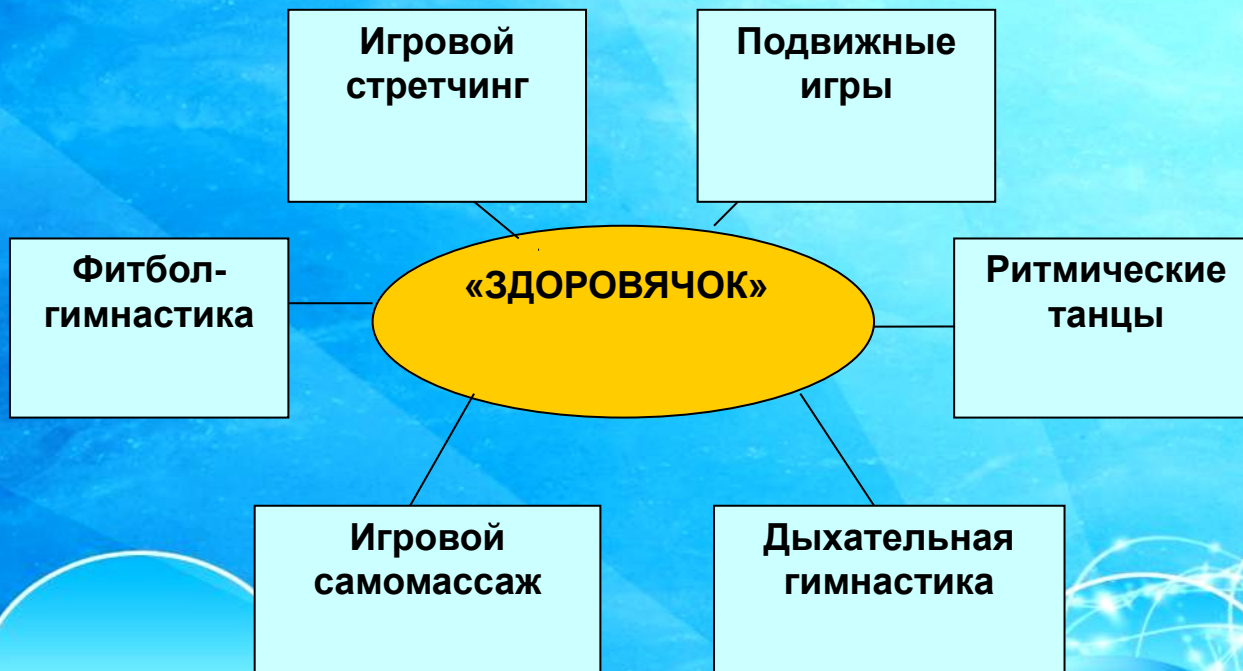 Игровой
стретчинг
Подвижные
игры
Фитбол-
гимнастика
«ЗДОРОВЯЧОК»
Ритмические
танцы
Игровой
самомассаж
Дыхательная
гимнастика